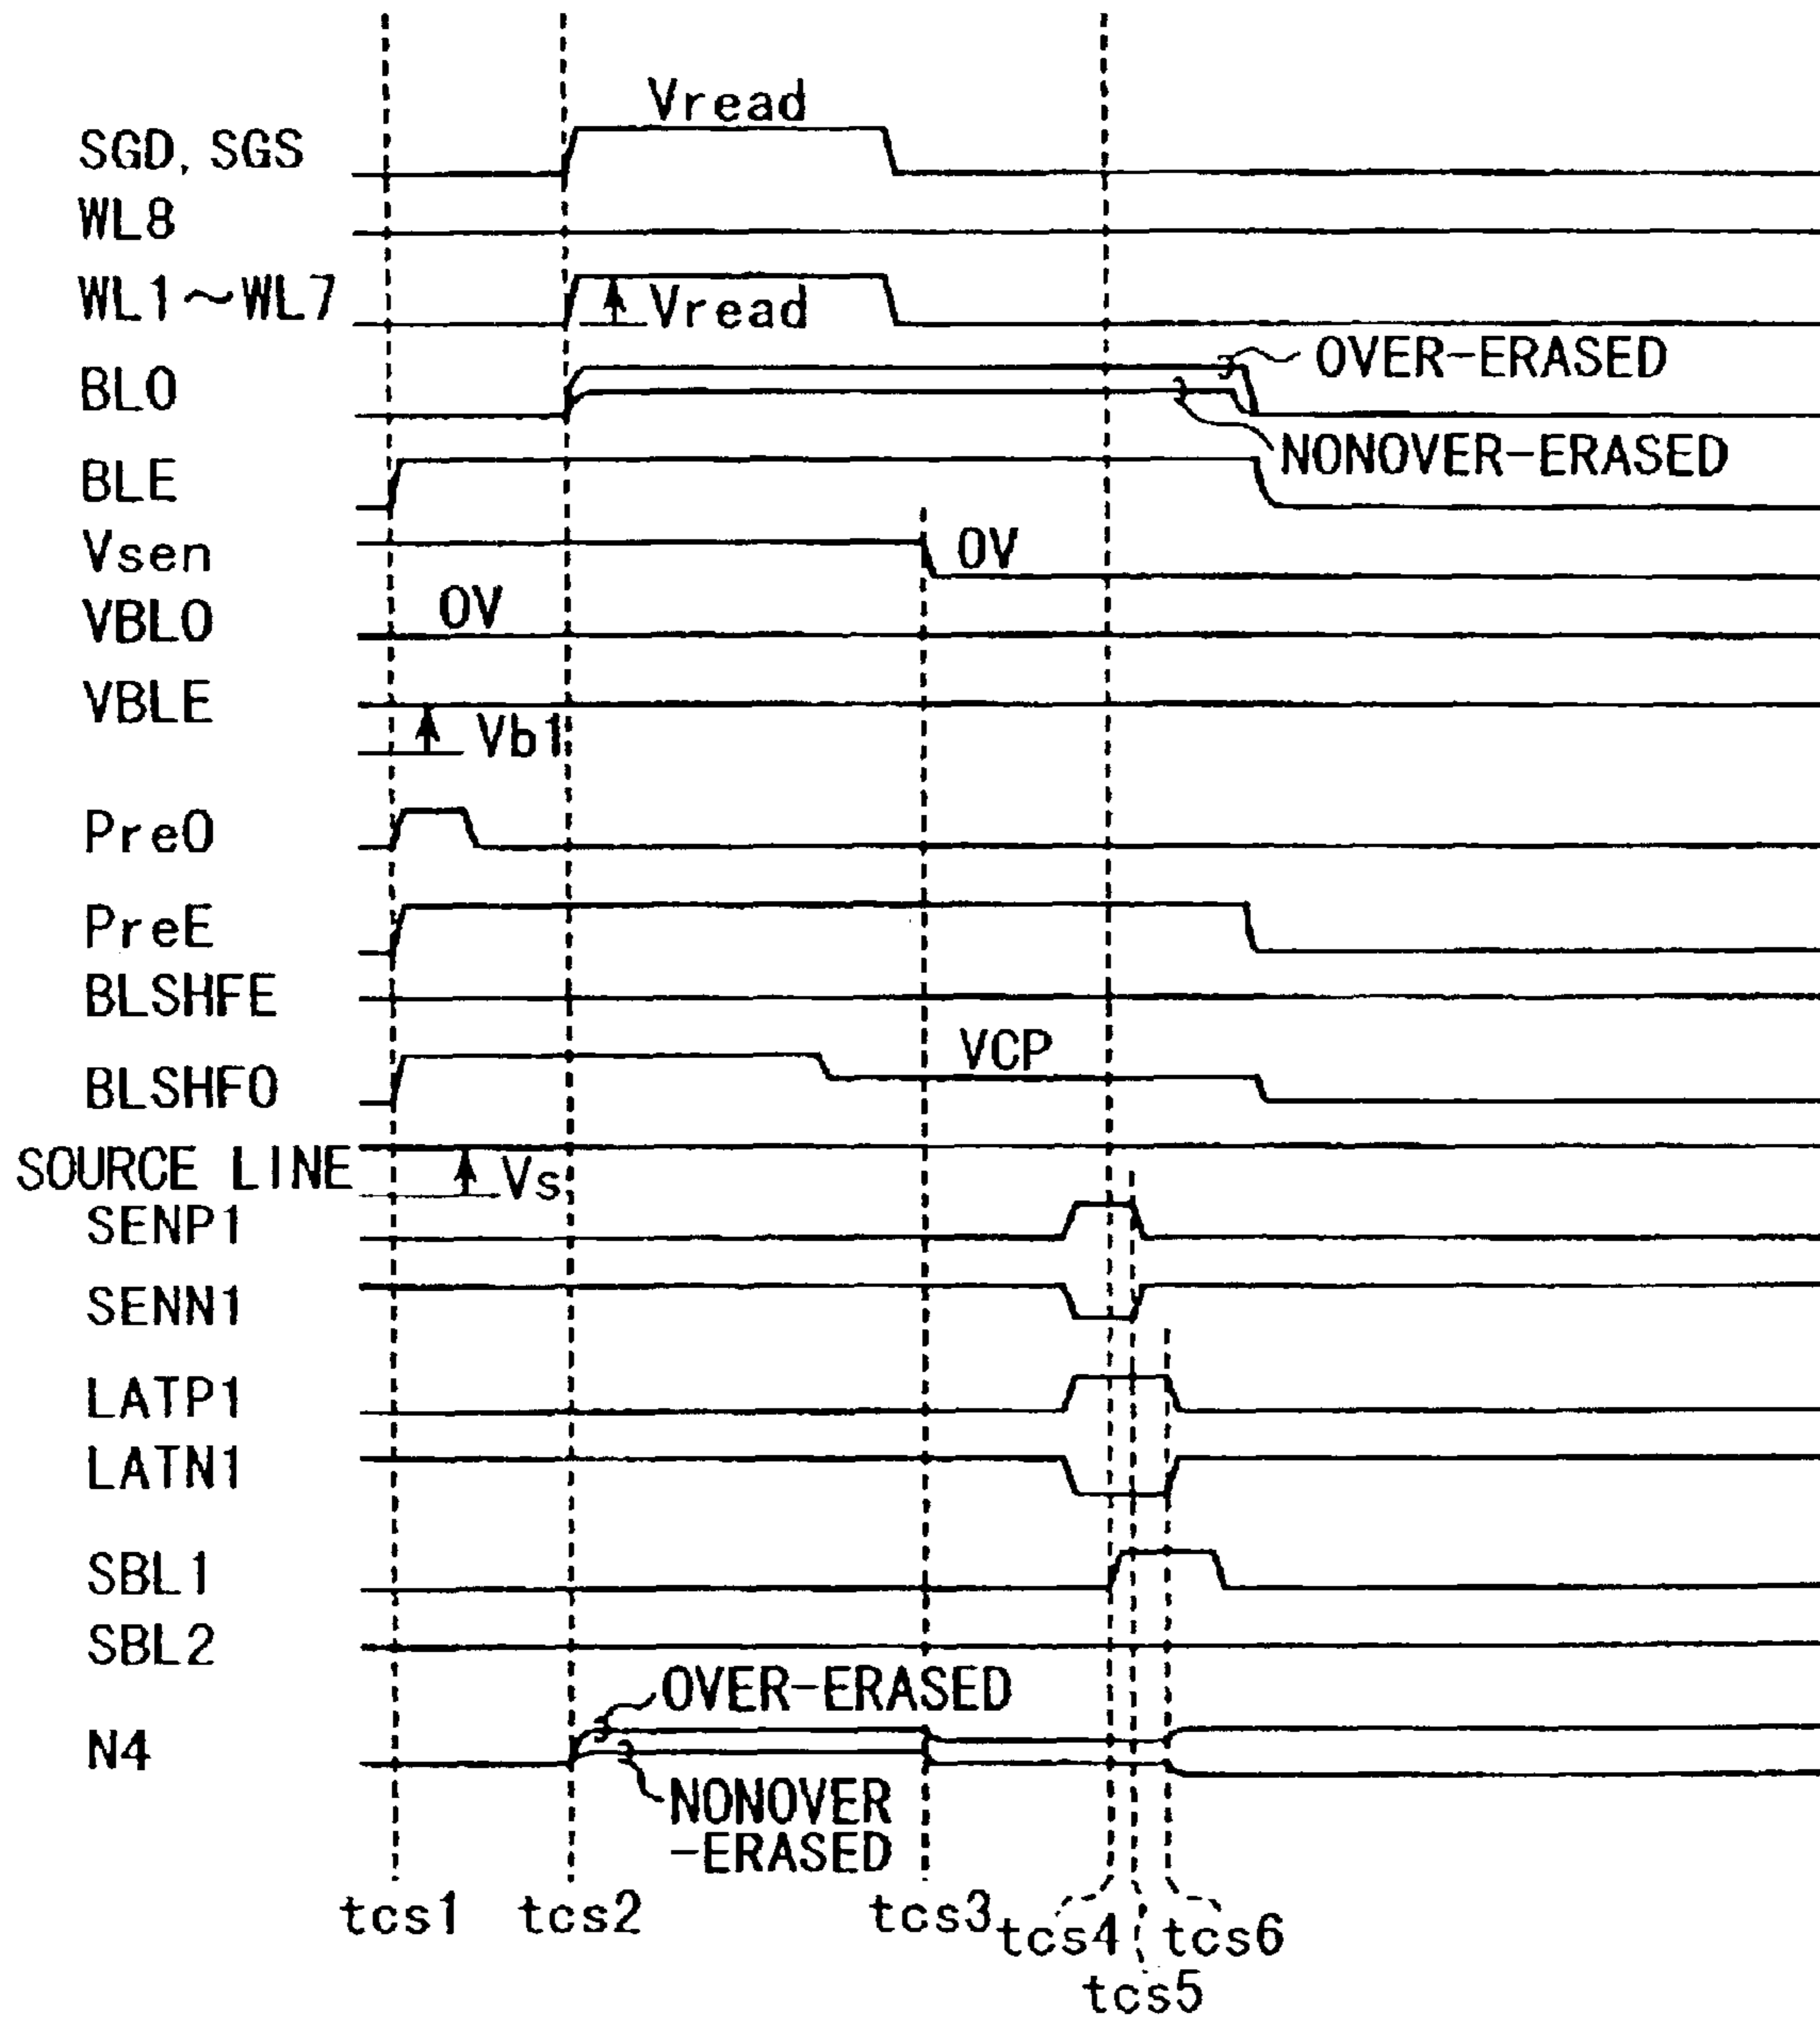 Vread
SGD, SGS
WL8
WL1~WL7
Vread
OVER-ERASED
BLO
NONOVER-ERASED
BLE
Vsen
0V
VBLO
0V
VBLE
Vb1
PreO
PreE
BLSHFE
BLSHFO
VCP
SOURCE LINE
Vs
SENP1
SENN1
LATP1
LATN1
SBL1
SBL2
OVER-ERASED
N4
NONOVER
-ERASED
tcs1
tcs2
tcs3
tcs4
tcs6
tcs5